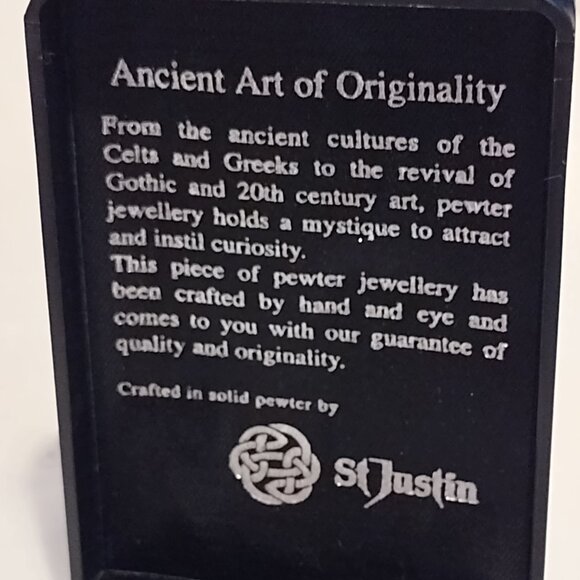 Ancient Art of Originality
From the ancient cultures of the
Celts and Greeks to the revival of
Gothic and 20th century art, pewter
jewellery holds a mystique to attract
and instil curiosity.
This piece of pewter jewellery has
been crafted by hand and eye and
comes to you with our guarantee of
quality and originality.
Crafted in solid pewter by
St Justin